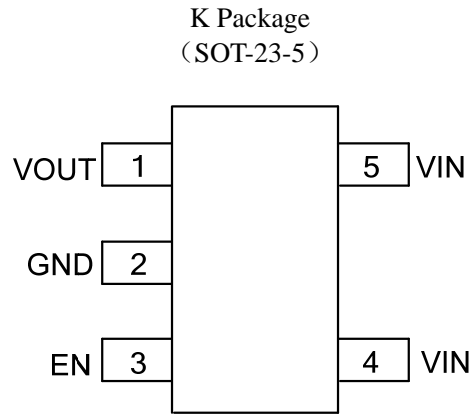 K Package
（SOT-23-5）
VOUT 1 5 VIN
GND 2
EN 3 4 VIN